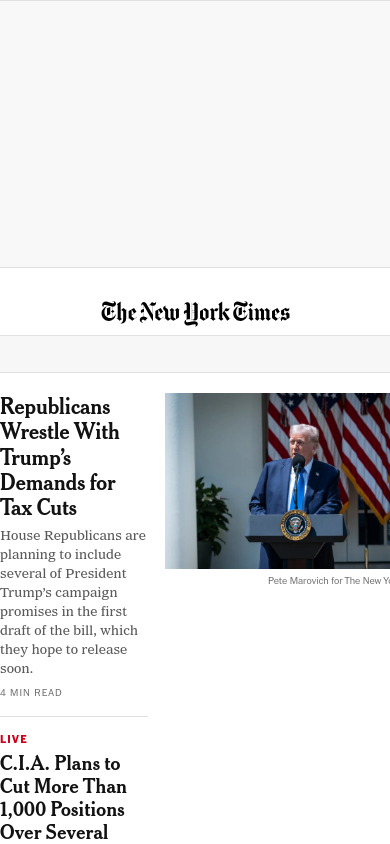 The New York Times
Republicans
Wrestle With
Trump’s
Demands for
Tax Cuts
House Republicans are
planning to include
several of President
Trump’s campaign
promises in the first
draft of the bill, which
they hope to release
soon.
4 MIN READ
Pete Marovich for The New Yo
LIVE
C.I.A. Plans to
Cut More Than
1,000 Positions
Over Several